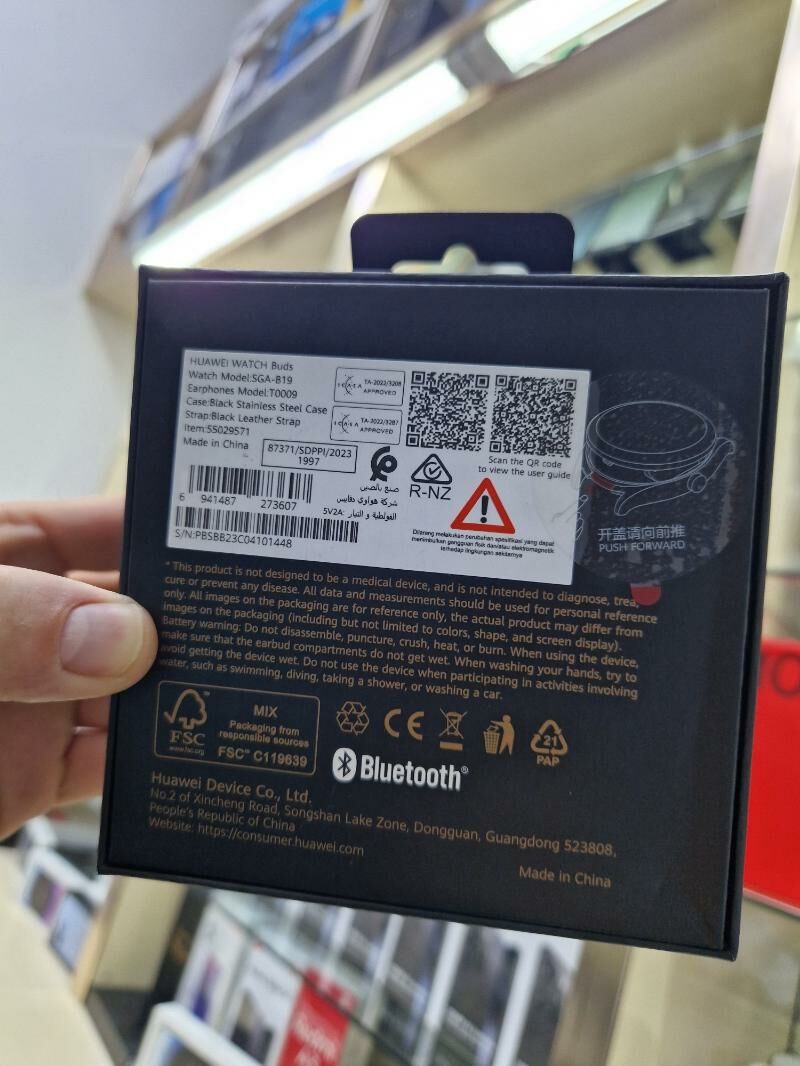 HUAWEI WATCH Buds
Watch Model:SGA-B19
Earphones Model:T0009
Case:Black Stainless Steel Case
Strap:Black Leather Strap
Item:55029571
Made in China
87371/SDPPI/2023
1997
ICASA TA-2022/3208
APPROVED
ICASA TA-2022/3287
APPROVED
Scan the QR code
to view the user guide
R-NZ
صنع بالصين
شركة هواوي دفايس
الفولطية و التيار :5V2A
6 941487 273607
S/N:PBSBB23C04101448
Dilarang melakukan perubahan spesifikasi yang dapat
menimbulkan gangguan fisik dan/atau elektromagnetik
terhadap lingkungan sekitarnya
开盖请向前推
PUSH FORWARD
* This product is not designed to be a medical device, and is not intended to diagnose, treat,
cure or prevent any disease. All data and measurements should be used for personal reference
only. All images on the packaging are for reference only, the actual product may differ from
images on the packaging (including but not limited to colors, shape, and screen display).
Battery warning: Do not disassemble, puncture, crush, heat, or burn. When using the device,
make sure that the earbud compartments do not get wet. When washing your hands, try to
avoid getting the device wet. Do not use the device when participating in activities involving
water, such as swimming, diving, taking a shower, or washing a car.
FSC™
www.fsc.org
MIX
Packaging from
responsible sources
FSC™ C119639
CE
21
PAP
Bluetooth®
Huawei Device Co., Ltd.
No.2 of Xincheng Road, Songshan Lake Zone, Dongguan, Guangdong 523808,
People's Republic of China
Website: https://consumer.huawei.com
Made in China